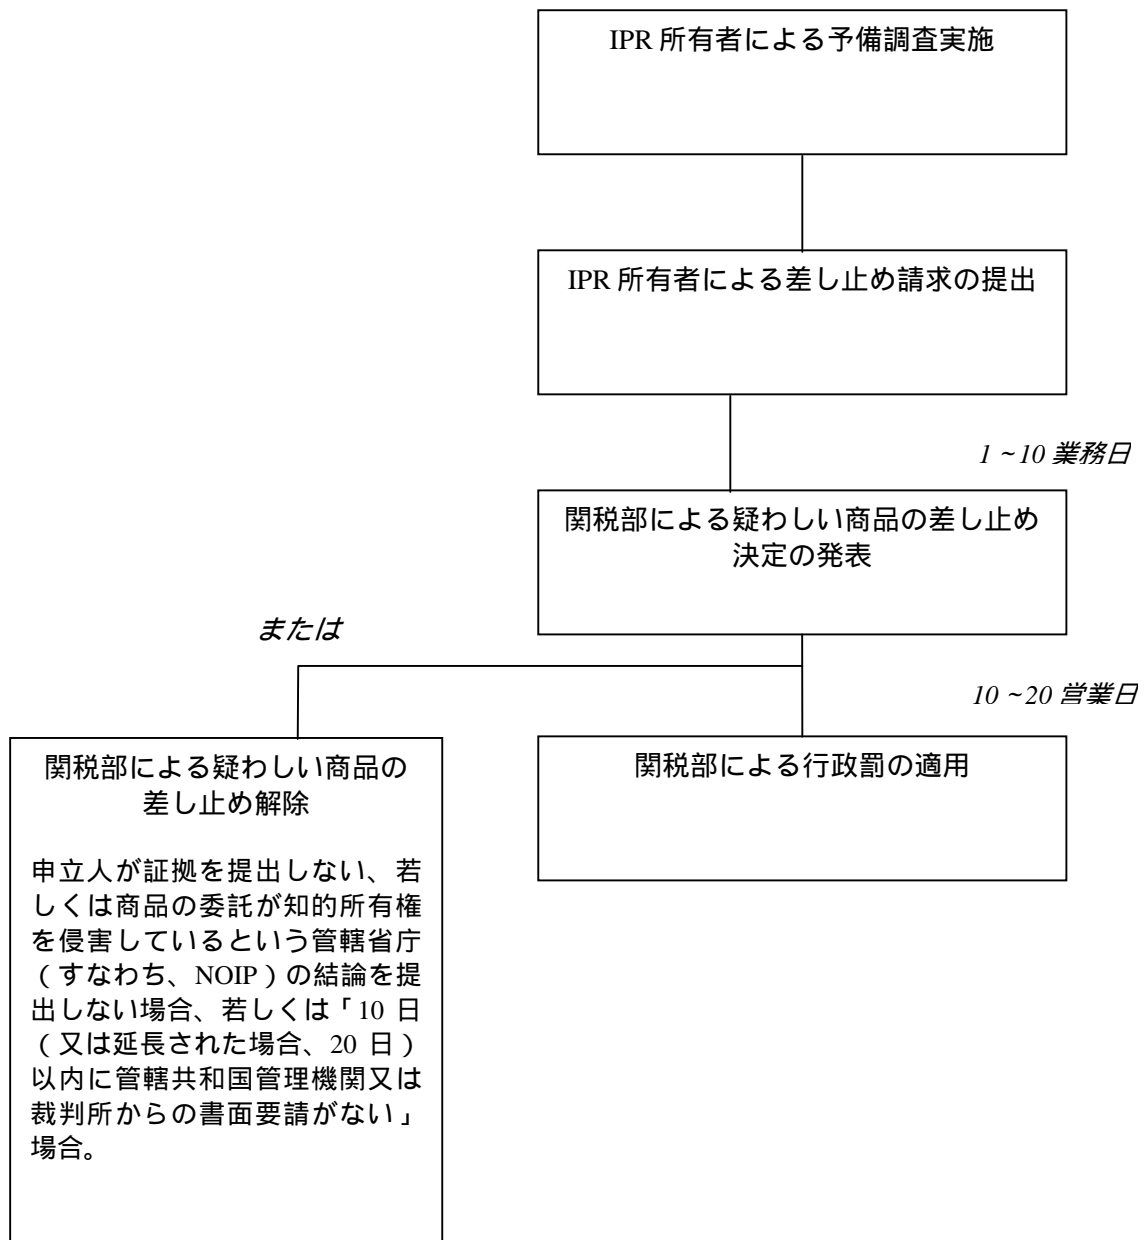 IPR 所有者による予備調査実施
IPR 所有者による差し止め請求の提出
1 ~10 業務日
関税部による疑わしい商品の差し止め
決定の発表
または
10 ~20 営業日
関税部による疑わしい商品の
差し止め解除
申立人が証拠を提出しない、若
しくは商品の委託が知的所有権
を侵害しているという管轄省庁
(すなわち、NOIP)の結論を提
出しない場合、若しくは「10 日
(又は延長された場合、20 日)
以内に管轄共和国管理機関又は
裁判所からの書面要請がない」
場合。
関税部による行政罰の適用